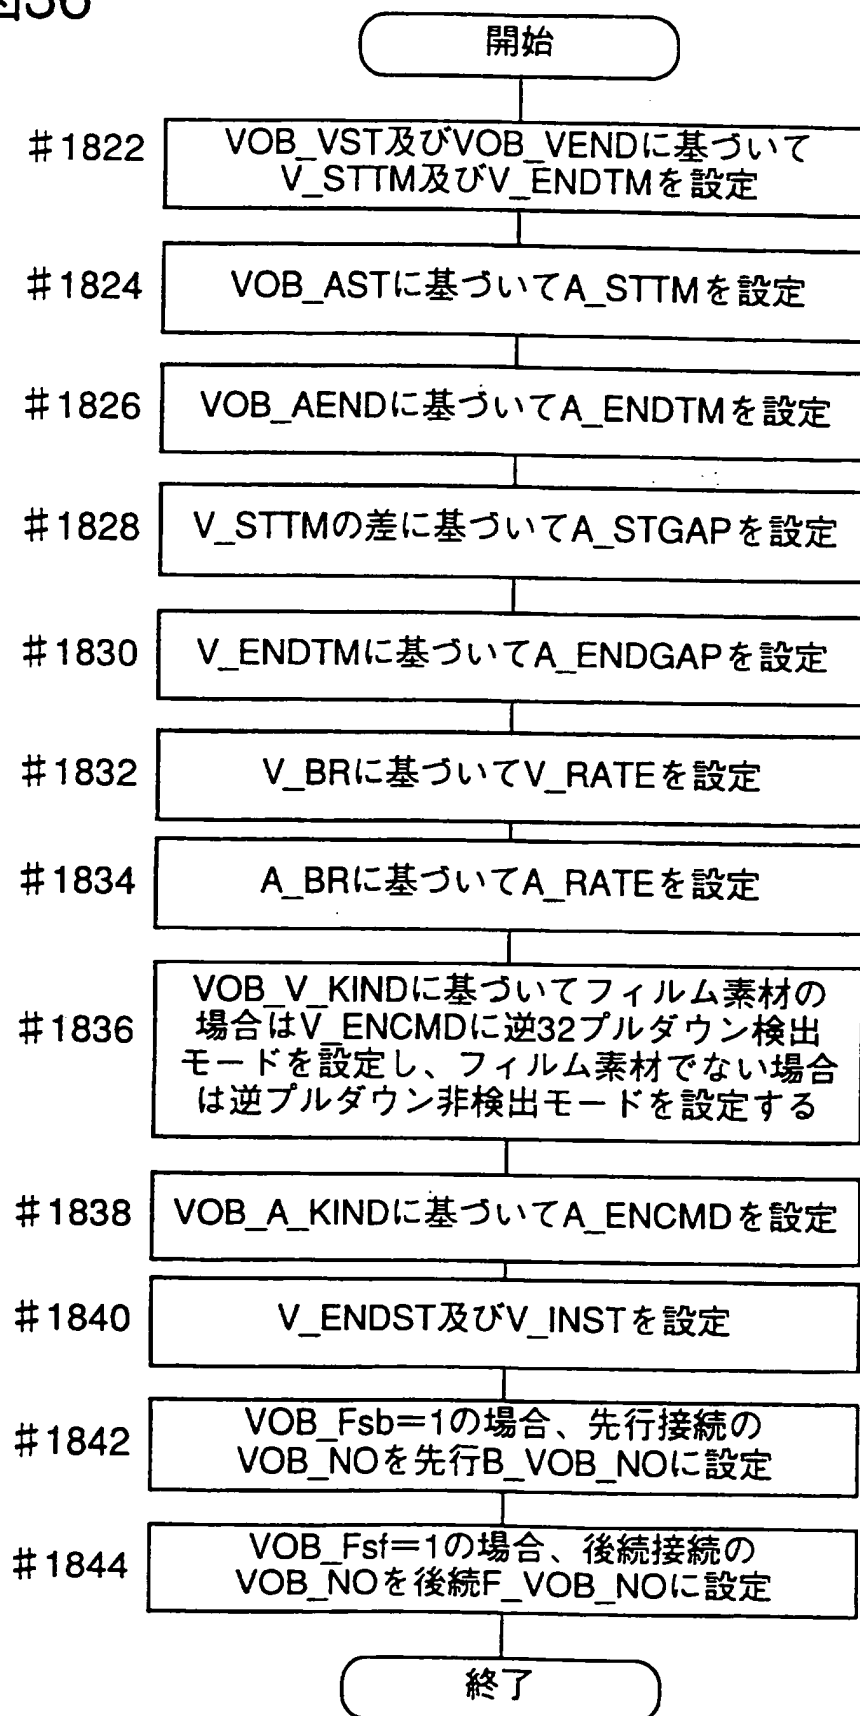 図36
開始
#1822
VOB_VST及びVOB_VENDに基づいて
V_STTM及びV_ENDTMを設定
#1824
VOB_ASTに基づいてA_STTMを設定
#1826
VOB_AENDに基づいてA_ENDTMを設定
#1828
V_STTMの差に基づいてA_STGAPを設定
#1830
V_ENDTMに基づいてA_ENDGAPを設定
#1832
V_BRに基づいてV_RATEを設定
#1834
A_BRに基づいてA_RATEを設定
#1836
VOB_V_KINDに基づいてフィルム素材の
場合はV_ENCMDに逆32プルダウン検出
モードを設定し、フィルム素材でない場合
は逆プルダウン非検出モードを設定する
#1838
VOB_A_KINDに基づいてA_ENCMDを設定
#1840
V_ENDST及びV_INSTを設定
#1842
VOB_Fsb=1の場合、先行接続の
VOB_NOを先行B_VOB_NOに設定
#1844
VOB_Fsf=1の場合、後続接続の
VOB_NOを後続F_VOB_NOに設定
終了